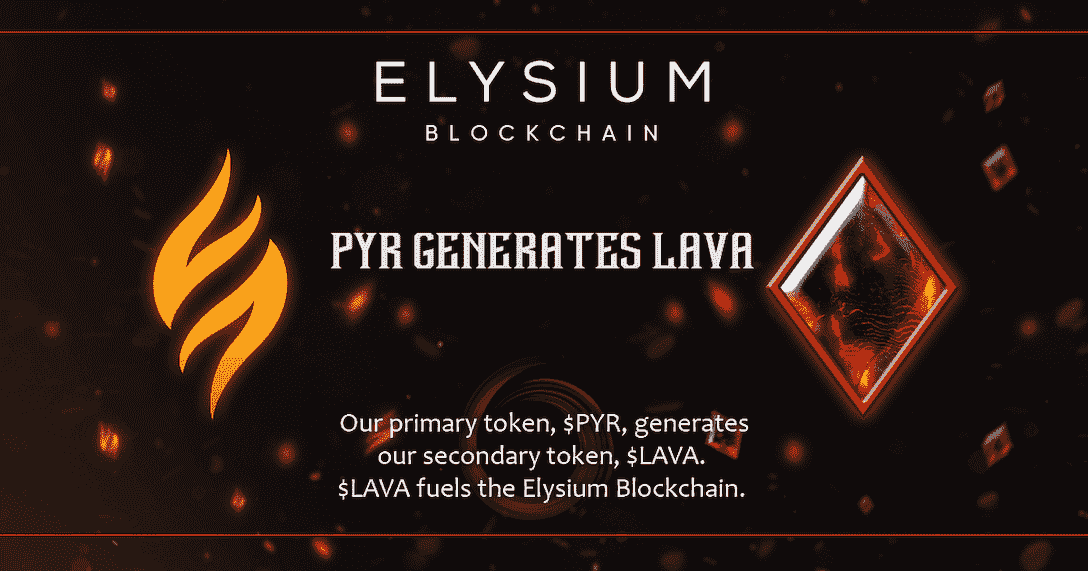 ELYSIUM
BLOCKCHAIN
PYR GENERATES LAVA
Our primary token, $PYR, generates
our secondary token, $LAVA.
$LAVA fuels the Elysium Blockchain.